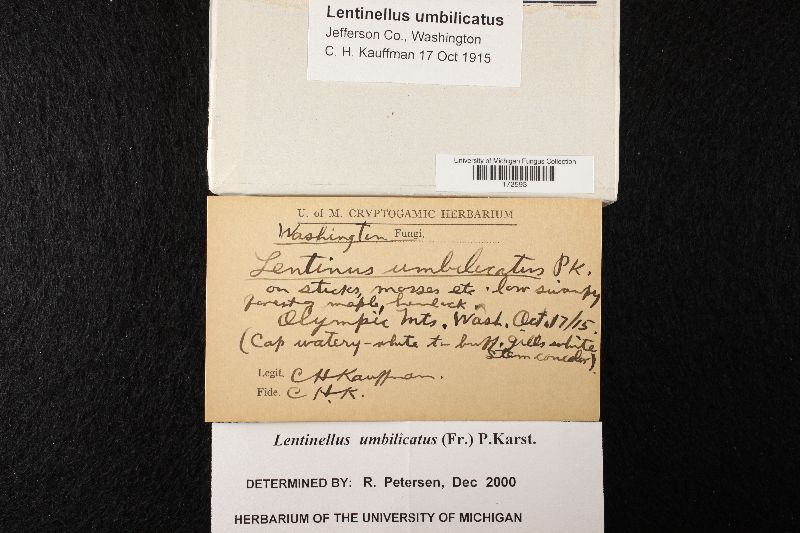 Lentinellus umbilicatus
Jefferson Co., Washington
C. H. Kauffman 17 Oct 1915
University of Michigan Fungus Collection
172593
U. of M. CRYPTOGAMIC HERBARIUM
Washington Fungi.
Lentinus umbilicatus Pk.
on sticks, mosses etc. low swampy
forest of maple, hemlock.
Olympic Mts. Wash. Oct. 17/15.
(Cap watery-white to buff. gills white
stem concolor).
Legit. C H Kauffman.
Fide. C H. K.
Lentinellus umbilicatus (Fr.) P.Karst.
DETERMINED BY: R. Petersen, Dec 2000
HERBARIUM OF THE UNIVERSITY OF MICHIGAN